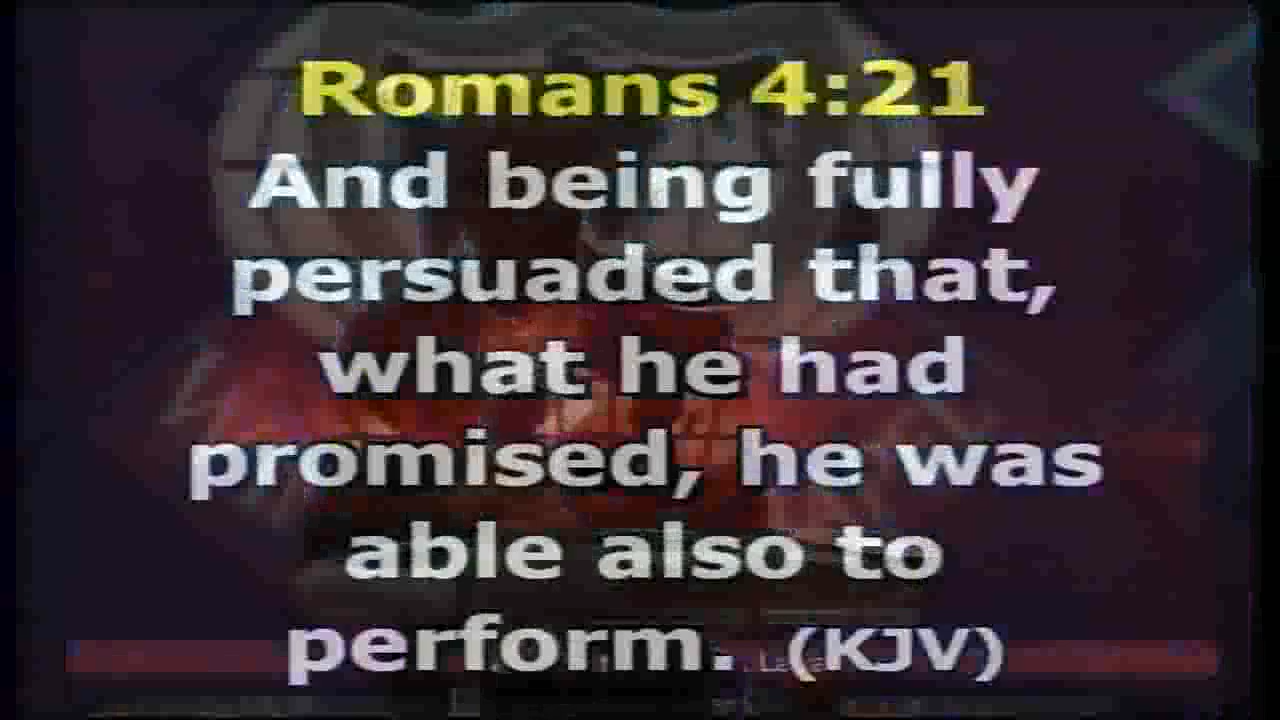 Romans 4:21
And being fully
persuaded that,
what he had
promised, he was
able also to
perform. (KJV)